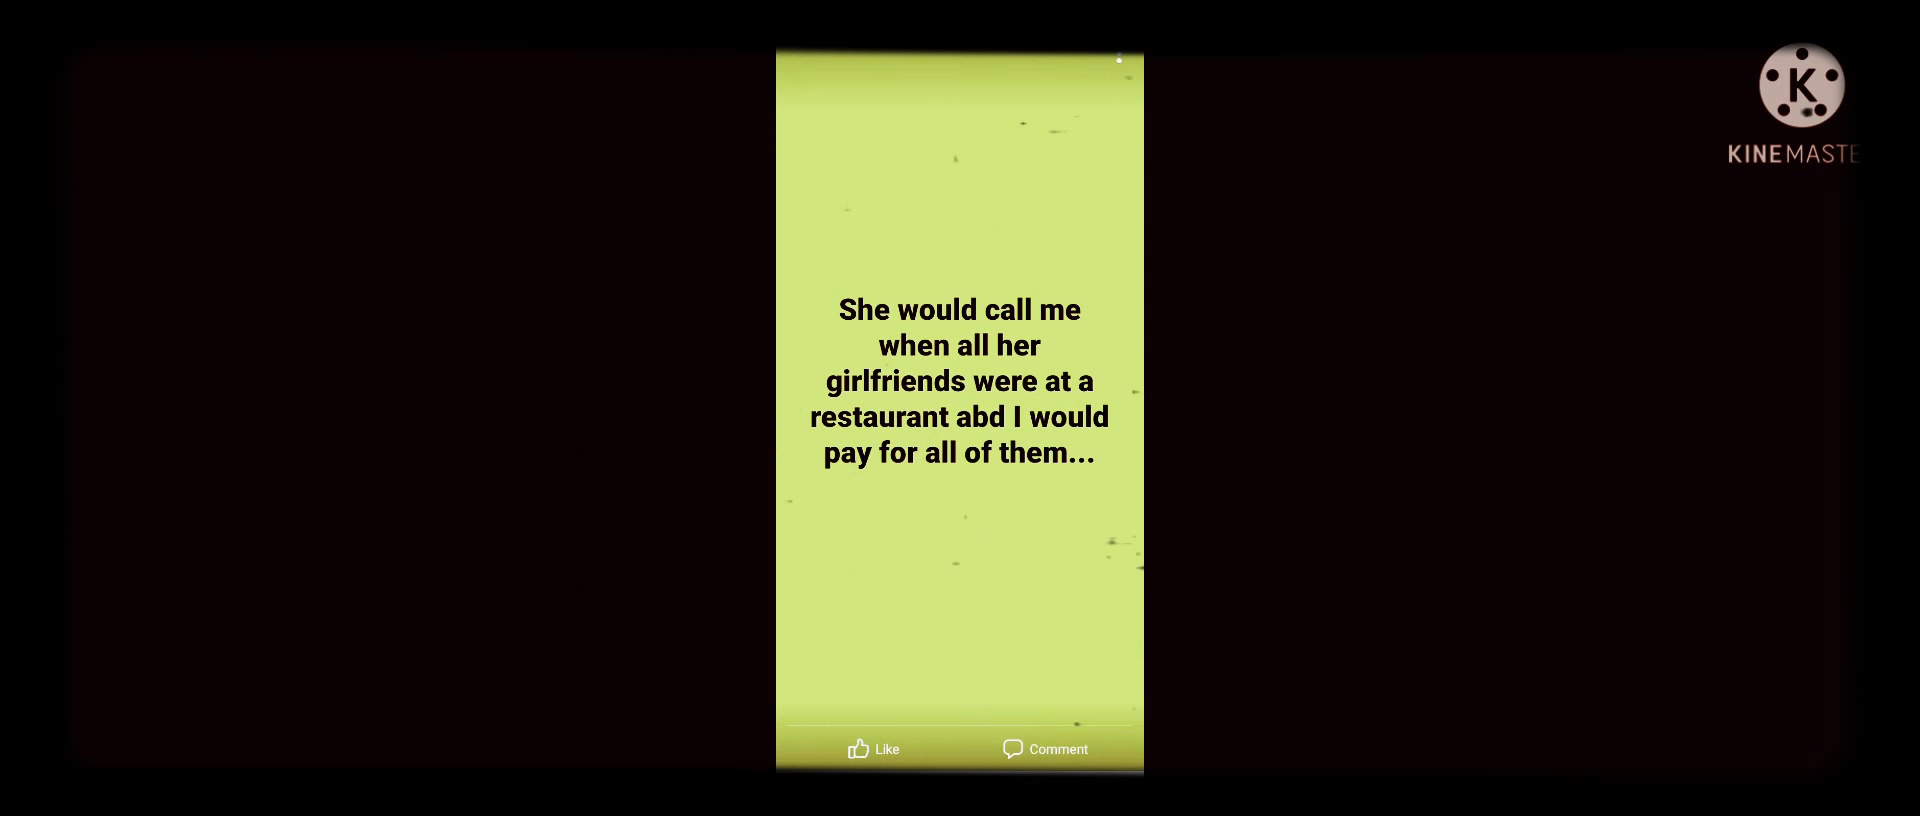 She would call me
when all her
girlfriends were at a
restaurant abd I would
pay for all of them...
Like
Comment
K
KINEMASTE